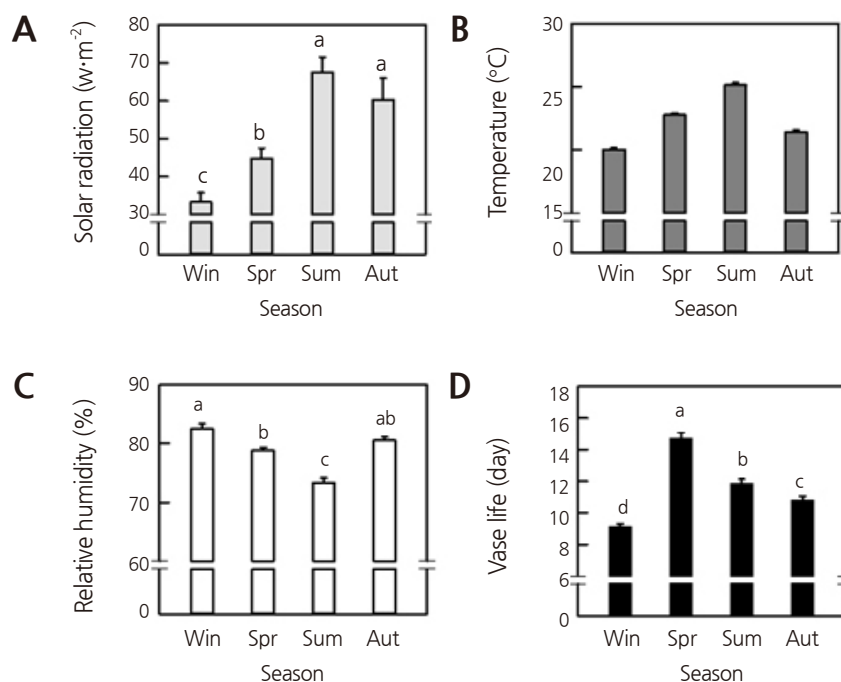 A
Solar radiation (w·m⁻²)
80
70
60
50
40
30
0
c
b
a
a
Win Spr Sum Aut
Season
B
Temperature (°C)
30
25
20
15
0
Win Spr Sum Aut
Season
C
Relative humidity (%)
90
80
70
60
0
a
b
c
ab
Win Spr Sum Aut
Season
D
Vase life (day)
18
16
14
12
10
8
6
0
d
a
b
c
Win Spr Sum Aut
Season